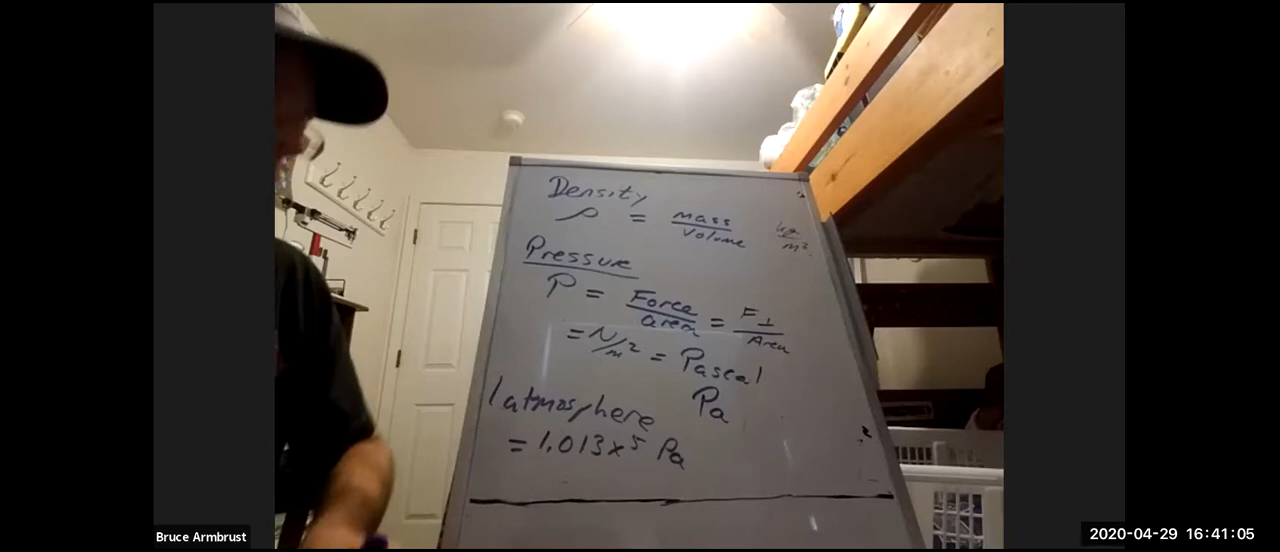 Density
ρ = mass/volume kg/m³
Pressure
P = Force/area = F⊥/Area
= N/m² = Pascal
Pa
1 atmosphere
= 1.013x⁵ Pa
Bruce Armbrust
2020-04-29 16:41:05